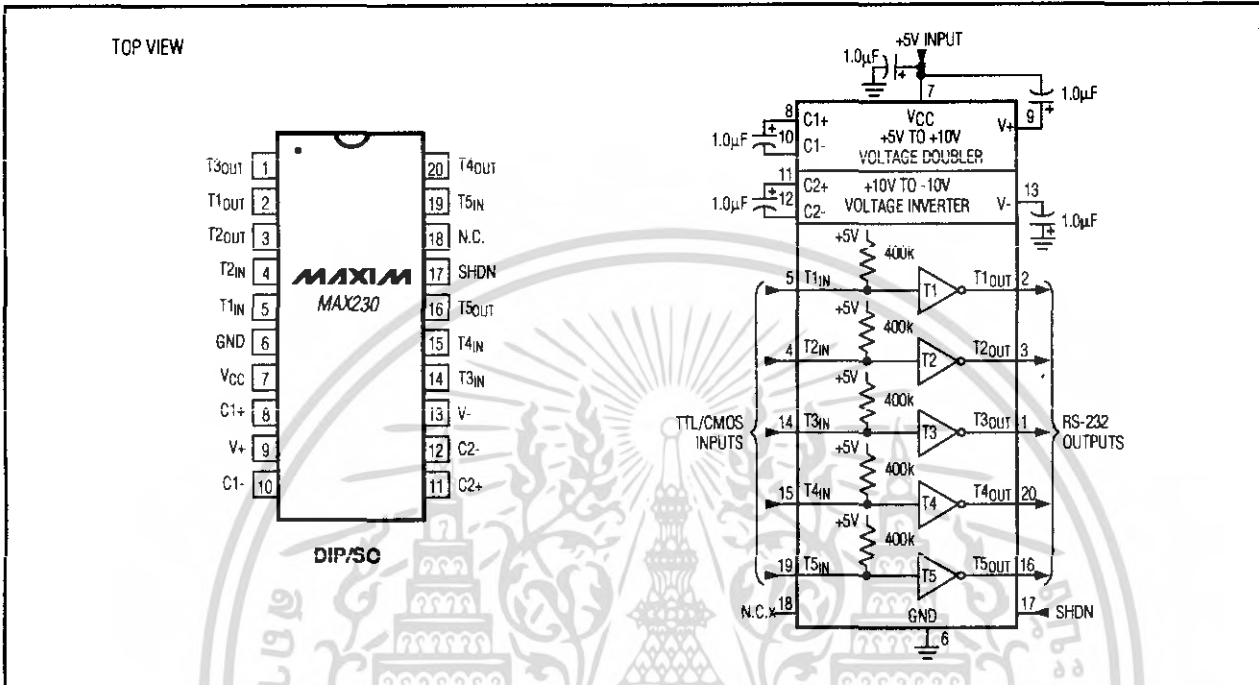 TOP VIEW
T3OUT 1
T1OUT 2
T2OUT 3
T2IN 4
T1IN 5
GND 6
VCC 7
C1+ 8
V+ 9
C1- 10
MAXIM
MAX230
20 T4OUT
19 T5IN
18 N.C.
17 SHDN
16 T5OUT
15 T4IN
14 T3IN
13 V-
12 C2-
11 C2+
DIP/SO
+5V INPUT
1.0µF
7
1.0µF
8 C1+
1.0µF
10 C1-
VCC
+5V TO +10V
VOLTAGE DOUBLER
V+ 9
11 C2+
1.0µF
12 C2-
+10V TO -10V
VOLTAGE INVERTER
V- 13
1.0µF
+5V
400k
5 T1IN T1 T1OUT 2
+5V
400k
4 T2IN T2 T2OUT 3
+5V
400k
TTL/CMOS
INPUTS
14 T3IN T3 T3OUT 1
RS-232
OUTPUTS
+5V
400k
15 T4IN T4 T4OUT 20
+5V
400k
19 T5IN T5 T5OUT 16
N.C. x 18
GND
17 SHDN
6